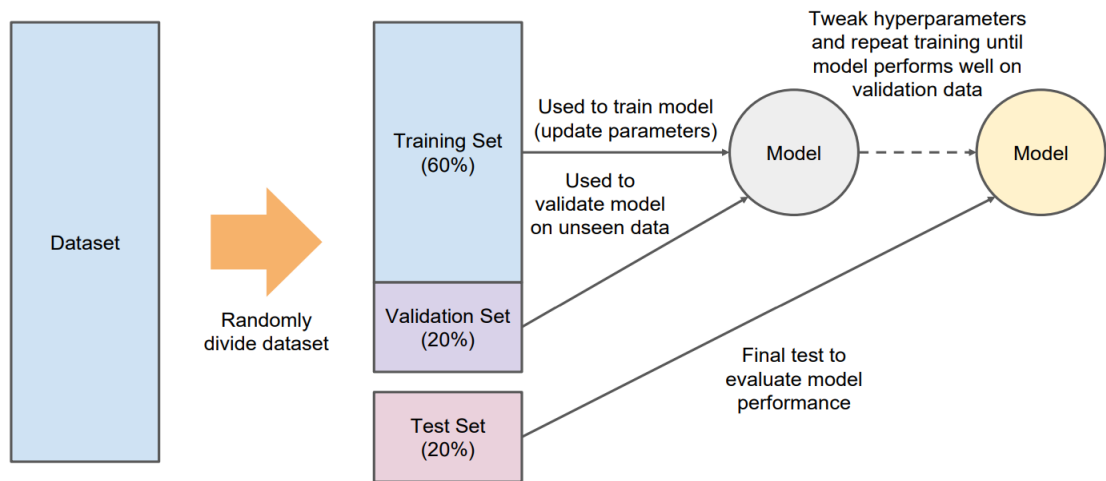 Dataset
Randomly
divide dataset
Training Set
(60%)
Validation Set
(20%)
Test Set
(20%)
Used to train model
(update parameters)
Used to
validate model
on unseen data
Model
Tweak hyperparameters
and repeat training until
model performs well on
validation data
Model
Final test to
evaluate model
performance